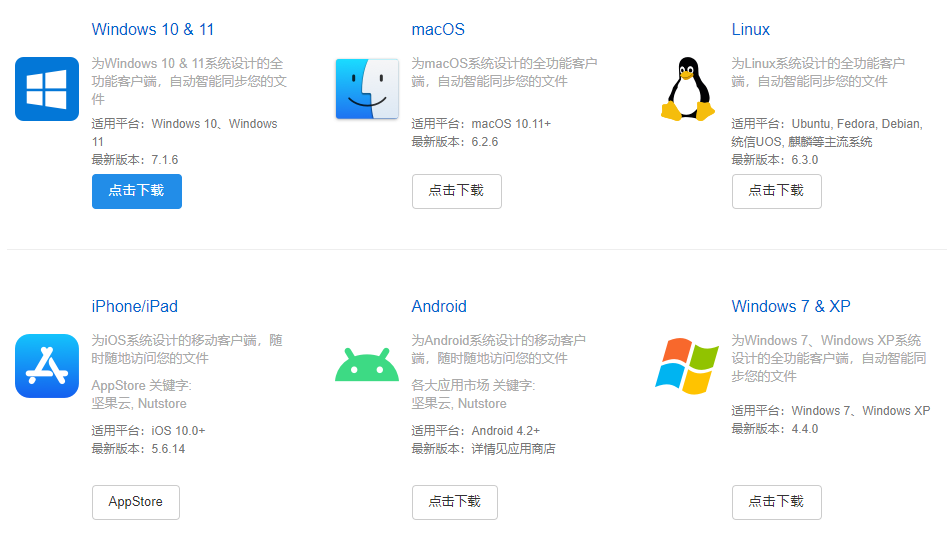 Windows 10 & 11
为Windows 10 & 11系统设计的全
功能客户端，自动智能同步您的文
件
适用平台：Windows 10、Windows
11
最新版本：7.1.6
点击下载
macOS
为macOS系统设计的全功能客户
端，自动智能同步您的文件
适用平台：macOS 10.11+
最新版本：6.2.6
点击下载
Linux
为Linux系统设计的全功能客户
端，自动智能同步您的文件
适用平台：Ubuntu, Fedora, Debian,
统信UOS, 麒麟等主流系统
最新版本：6.3.0
点击下载
iPhone/iPad
为iOS系统设计的移动客户端，随
时随地访问您的文件
AppStore 关键字:
坚果云, Nutstore
适用平台：iOS 10.0+
最新版本：5.6.14
AppStore
Android
为Android系统设计的移动客户
端，随时随地访问您的文件
各大应用市场 关键字:
坚果云, Nutstore
适用平台：Android 4.2+
最新版本：详情见应用商店
点击下载
Windows 7 & XP
为Windows 7、Windows XP系统
设计的全功能客户端，自动智能同
步您的文件
适用平台：Windows 7、Windows XP
最新版本：4.4.0
点击下载